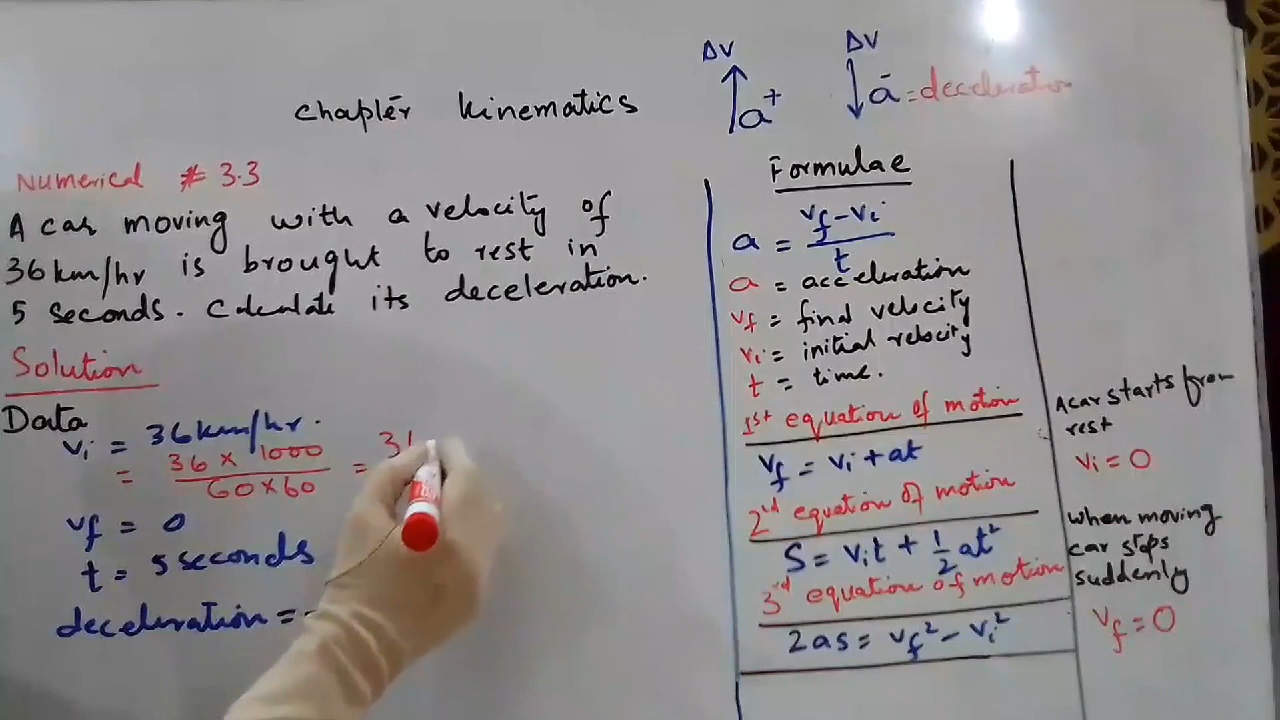 Chapter Kinematics
Numerical # 3.3
A car moving with a velocity of
36km/hr is brought to rest in
5 seconds. Calculate its deceleration.
Solution
Data
vi = 36km/hr.
= 36 × 1000 / 60×60 = 36
vf = 0
t = 5 seconds
deceleration =
ΔV ΔV
a+ a- = deceleration
Formulae
a = vf - vi / t
a = acceleration
vf = final velocity
vi = initial velocity
t = time.
1st equation of motion
vf = vi + at
2nd equation of motion
S = vit + 1/2 at²
3rd equation of motion
2as = vf² - vi²
A car starts from
rest
vi = 0
when moving
car stops
suddenly
vf = 0